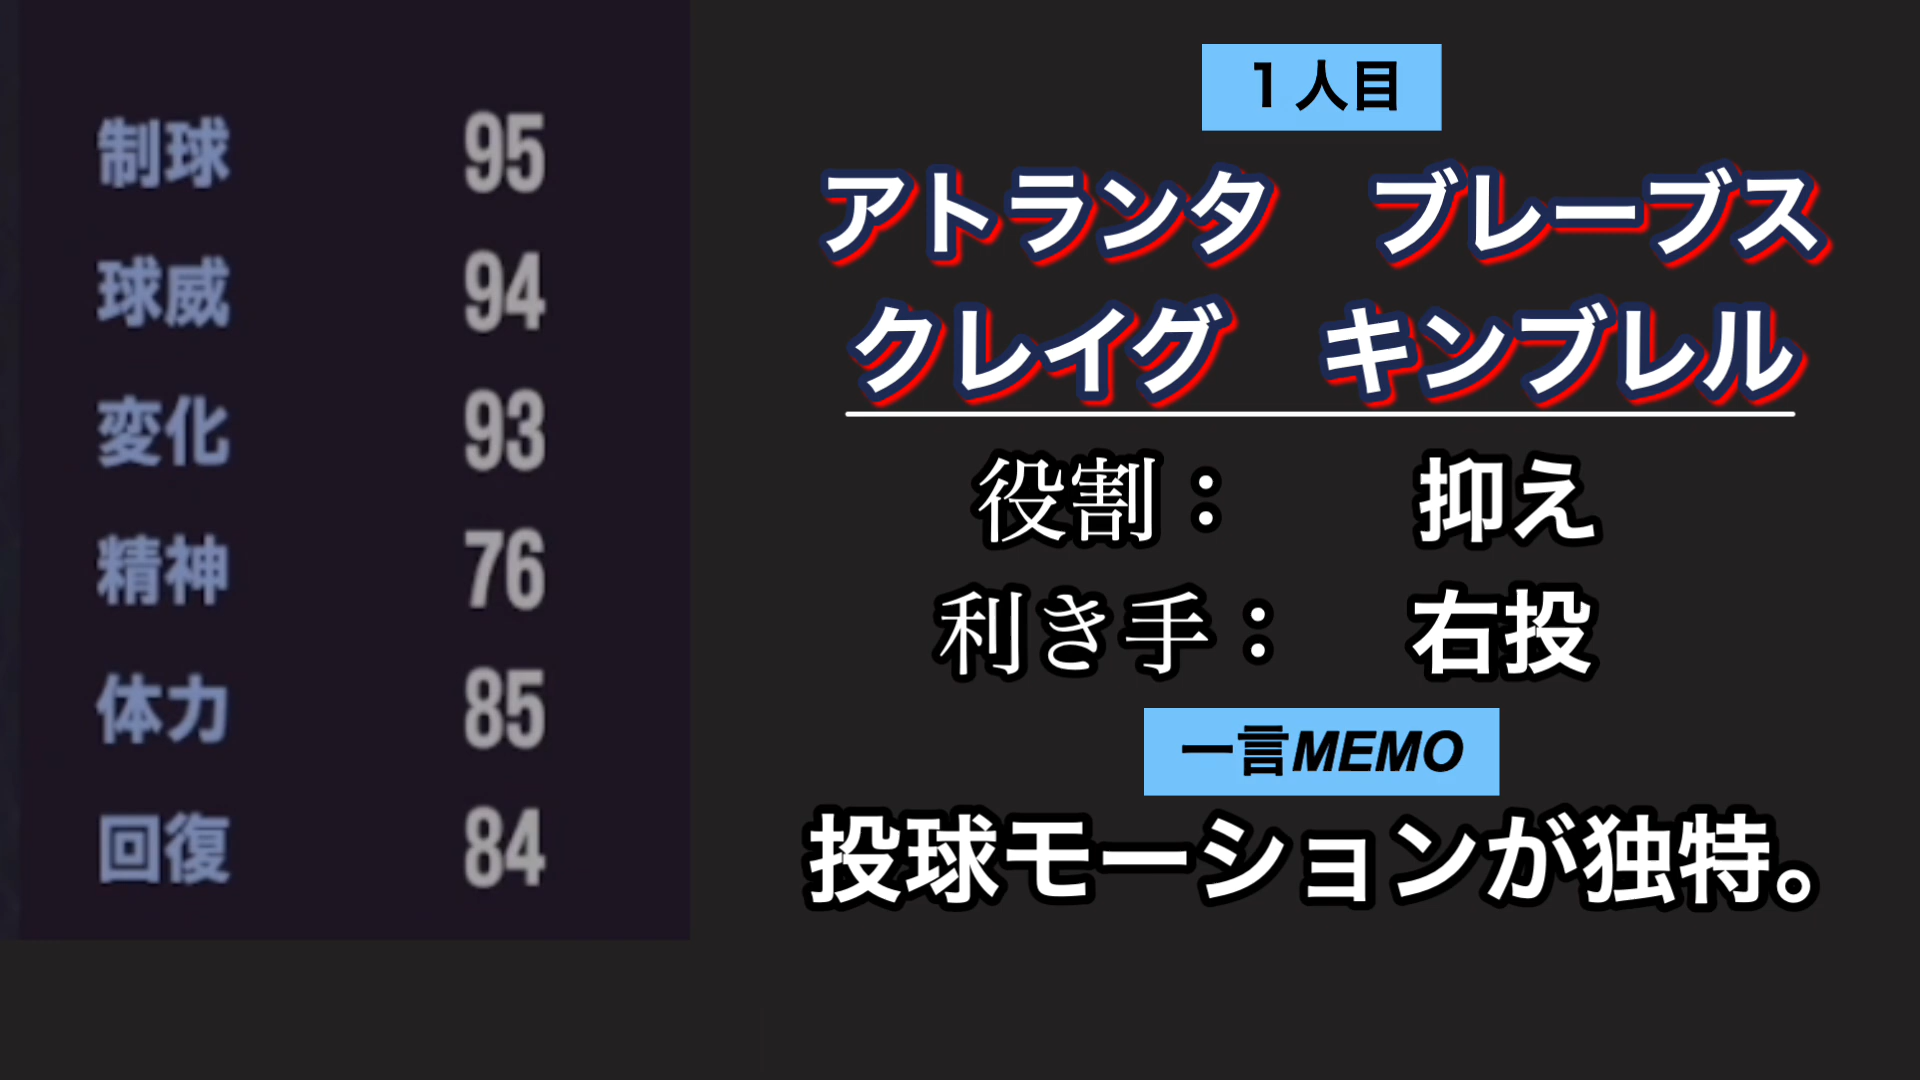 制球 95
球威 94
変化 93
精神 76
体力 85
回復 84
1人目
アトランタ ブレーブス
クレイグ キンブレル
役割： 抑え
利き手： 右投
一言MEMO
投球モーションが独特。